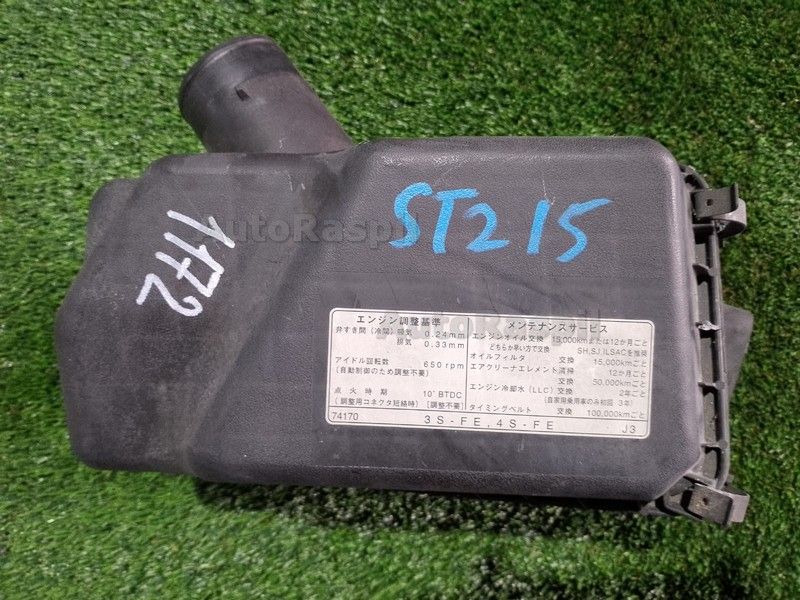 AutoRaspil
1172
ST215
エンジン調整基準
弁すき間(冷間)吸気 0.24mm
排気 0.33mm
アイドル回転数 650rpm
(自動制御のため調整不要)
点火時期 10°BTDC
(調整用コネクタ短絡時)[調整不要]
メンテナンスサービス
エンジンオイル交換 15,000kmまたは12か月ごと
どちらか早い方で交換 SH,SJ,ILSACを推奨
オイルフィルタ 交換 15,000kmごと
エアクリーナエレメント清掃 12か月ごと
交換 50,000kmごと
エンジン冷却水(LLC)交換 2年ごと
[自家用乗用車のみ初回 3年]
タイミングベルト 交換 100,000kmごと
74170 3S-FE,4S-FE J3
AutoRaspil